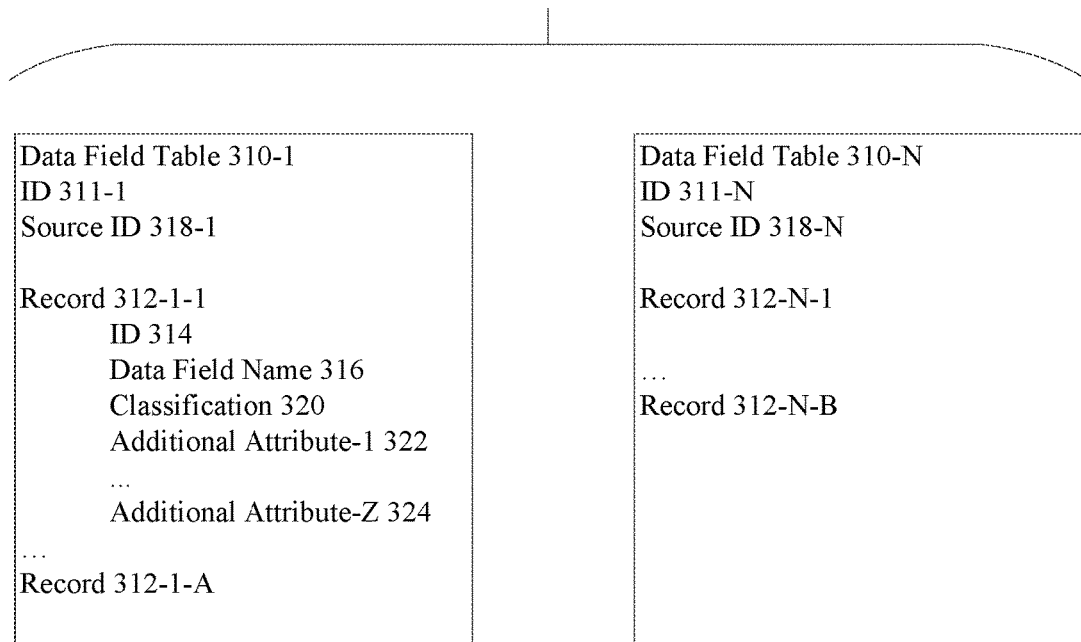 Data Field Table 310-1
ID 311-1
Source ID 318-1
Record 312-1-1
ID 314
Data Field Name 316
Classification 320
Additional Attribute-1 322
...
Additional Attribute-Z 324
...
Record 312-1-A
Data Field Table 310-N
ID 311-N
Source ID 318-N
Record 312-N-1
...
Record 312-N-B